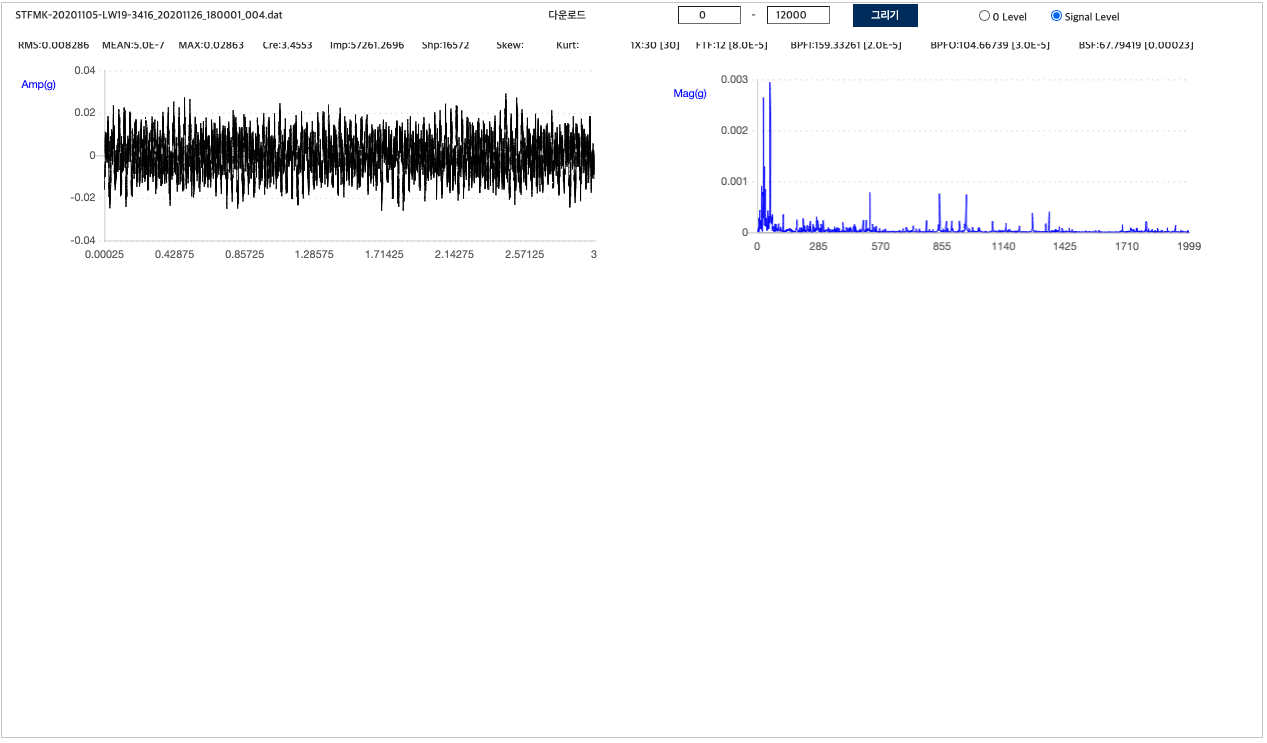 STFMK-20201105-LW19-3416_20201126_180001_004.dat 다운로드 0 - 12000 그리기 0 Level Signal Level
RMS:0.008286 MEAN:5.0E-7 MAX:0.02863 Cre:3.4553 Imp:57261.2696 Shp:16572 Skew: Kurt: 1X:30 [30] FTF:12 [8.0E-5] BPFI:159.33261 [2.0E-5] BPFO:104.66739 [3.0E-5] BSF:67.79419 [0.00023]
Amp(g)
0.04
0.02
0
-0.02
-0.04
0.00025 0.42875 0.85725 1.28575 1.71425 2.14275 2.57125 3
Mag(g)
0.003
0.002
0.001
0
0 285 570 855 1140 1425 1710 1999